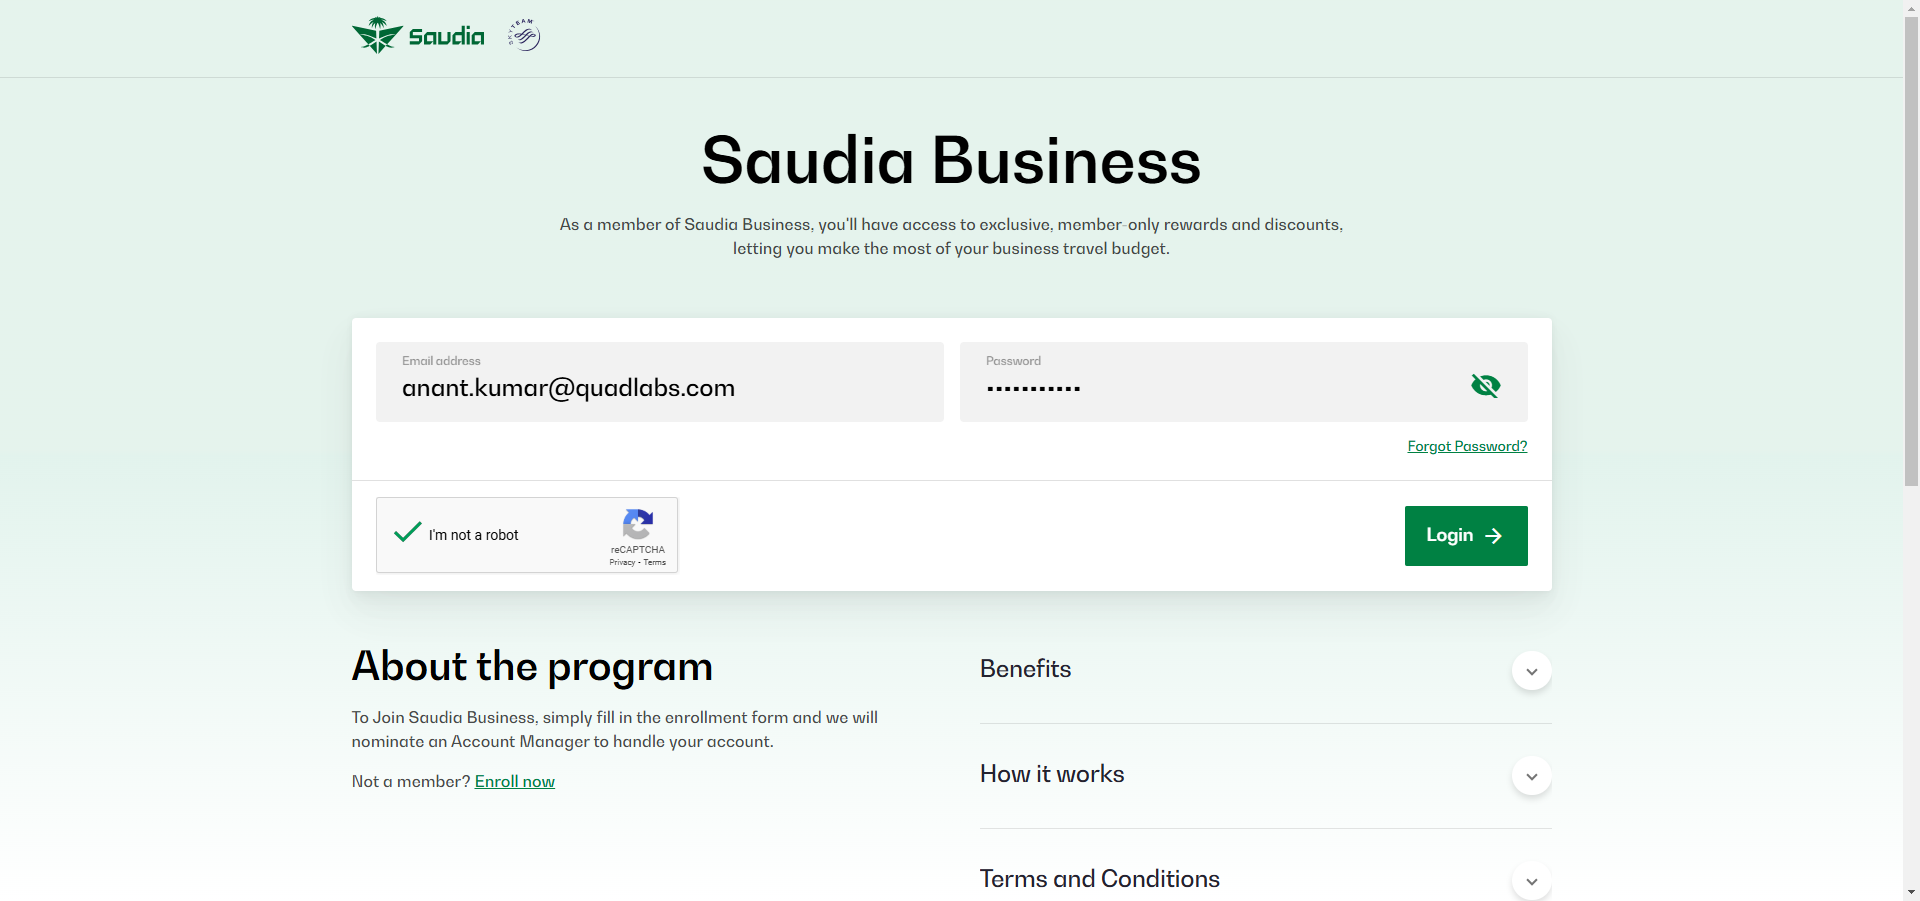 Saudia
SKYTEAM
Saudia Business
As a member of Saudia Business, you'll have access to exclusive, member-only rewards and discounts,
letting you make the most of your business travel budget.
Email address
anant.kumar@quadlabs.com
Password
•••••••••••
Forgot Password?
I'm not a robot
reCAPTCHA
Privacy - Terms
Login
About the program
To Join Saudia Business, simply fill in the enrollment form and we will
nominate an Account Manager to handle your account.
Not a member? Enroll now
Benefits
How it works
Terms and Conditions